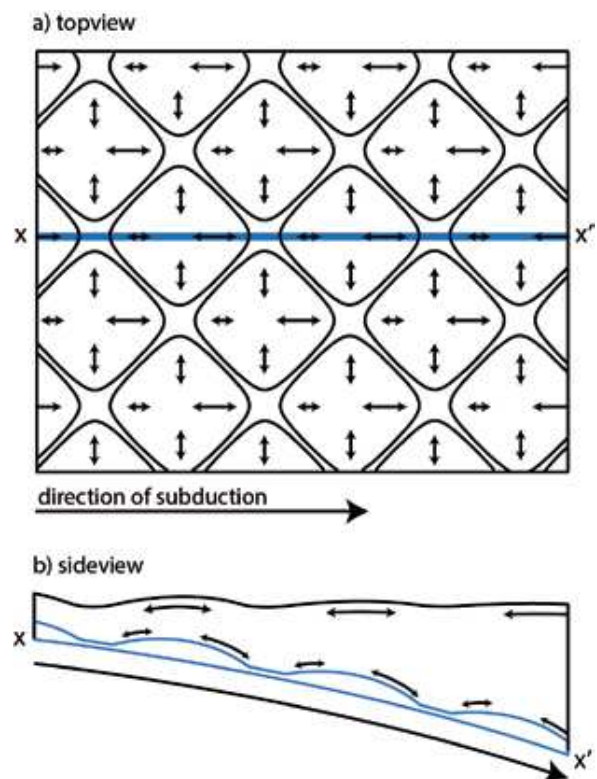 a) topview
x x'
direction of subduction
b) sideview
x
x'